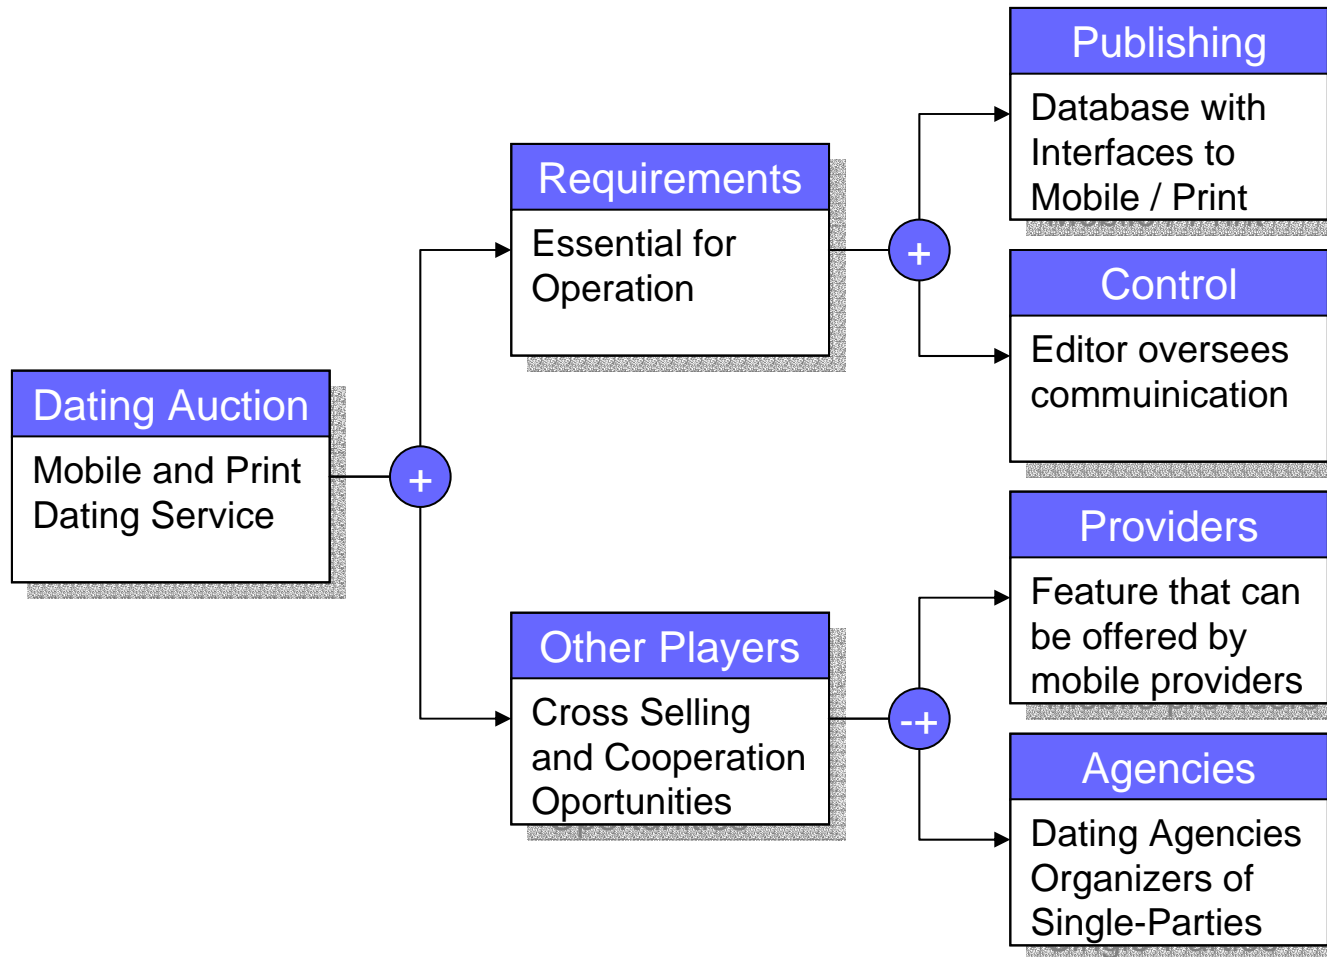 Dating Auction
Mobile and Print
Dating Service
+
Requirements
Essential for
Operation
+
Other Players
Cross Selling
and Cooperation
Oportunities
-+
Publishing
Database with
Interfaces to
Mobile / Print
Control
Editor oversees
commuinication
Providers
Feature that can
be offered by
mobile providers
Agencies
Dating Agencies
Organizers of
Single-Parties